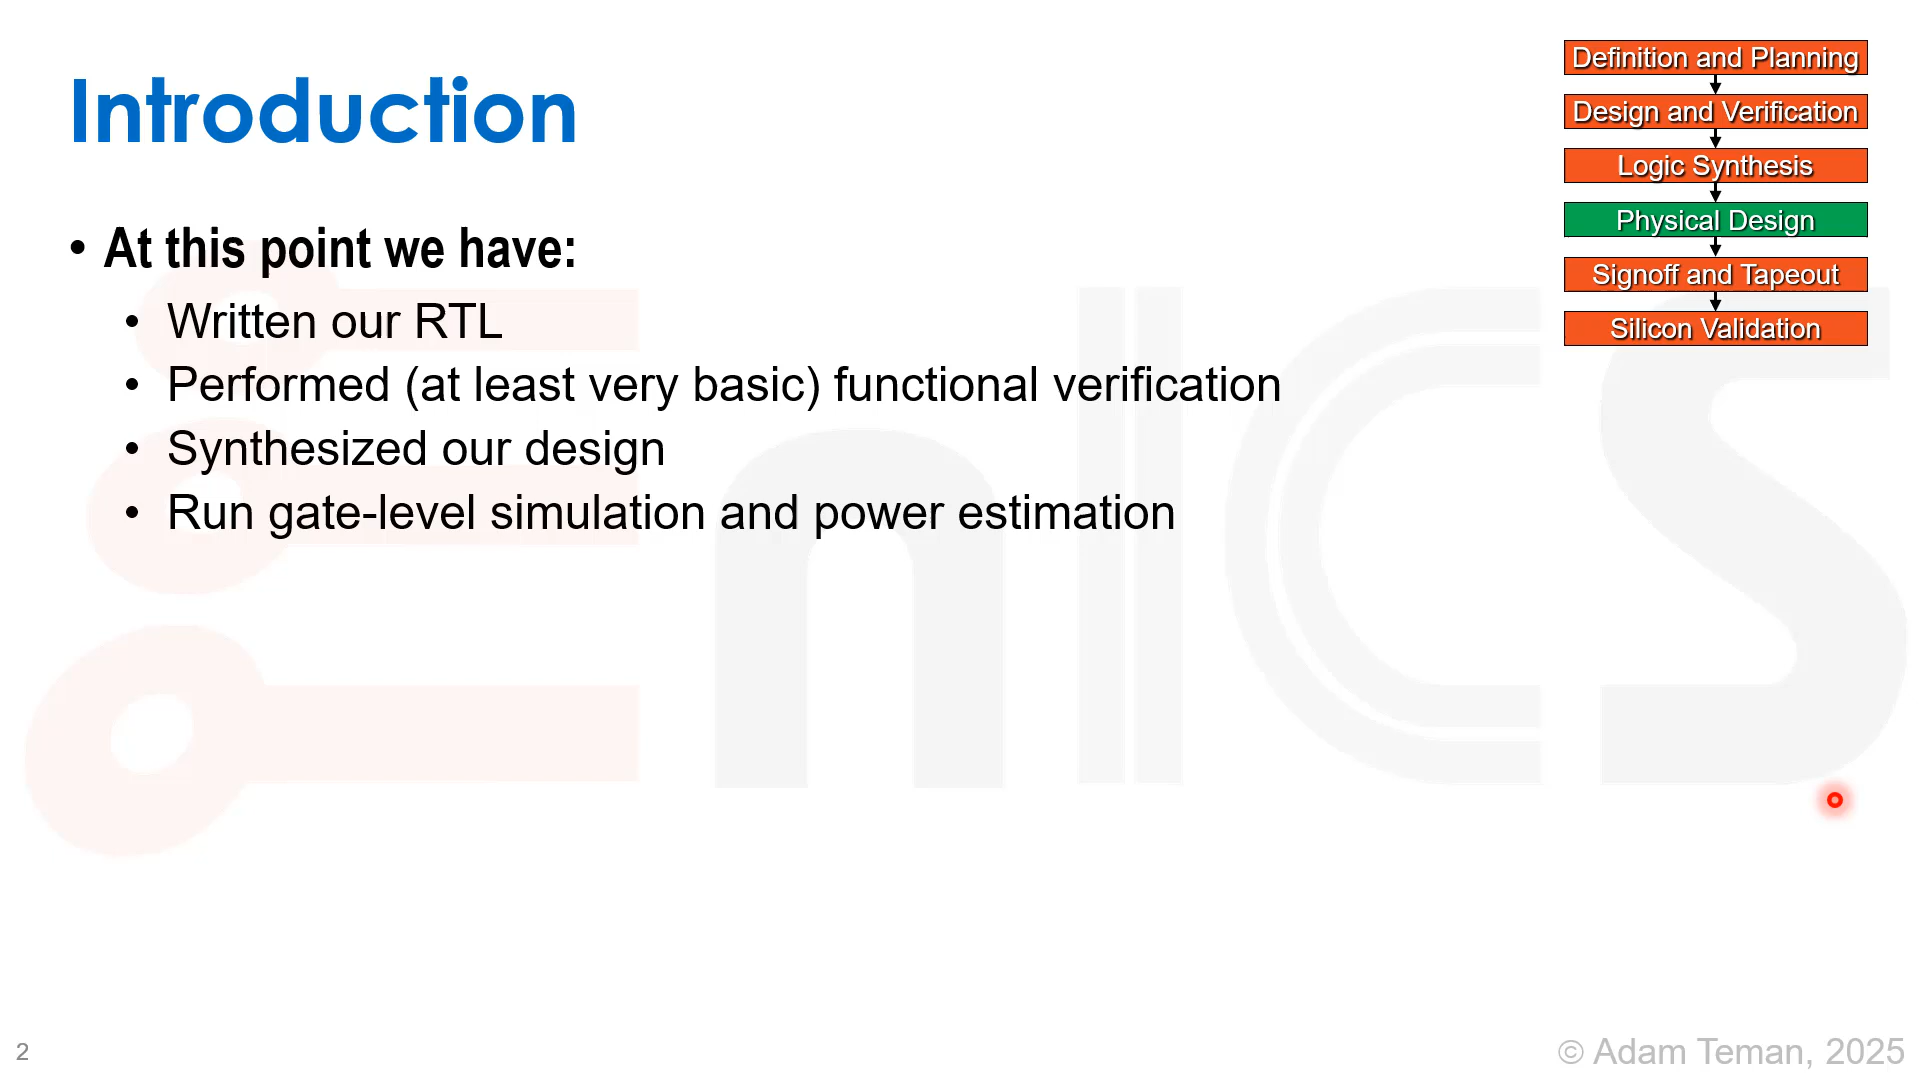 Introduction
• At this point we have:
• Written our RTL
• Performed (at least very basic) functional verification
• Synthesized our design
• Run gate-level simulation and power estimation
Definition and Planning
Design and Verification
Logic Synthesis
Physical Design
Signoff and Tapeout
Silicon Validation
EnICS
2
© Adam Teman, 2025